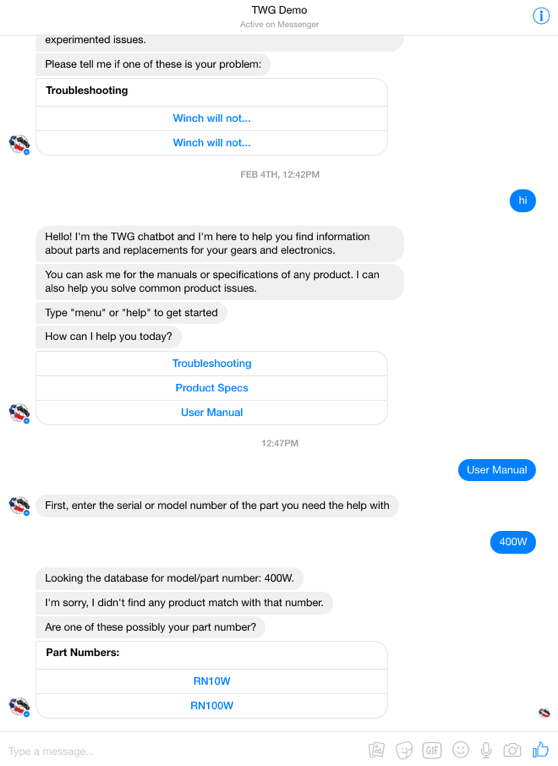 TWG Demo
Active on Messenger
experimented issues.
Please tell me if one of these is your problem:
Troubleshooting
Winch will not...
Winch will not...
FEB 4TH, 12:42PM
hi
Hello! I'm the TWG chatbot and I'm here to help you find information
about parts and replacements for your gears and electronics.
You can ask me for the manuals or specifications of any product. I can
also help you solve common product issues.
Type "menu" or "help" to get started
How can I help you today?
Troubleshooting
Product Specs
User Manual
12:47PM
User Manual
First, enter the serial or model number of the part you need the help with
400W
Looking the database for model/part number: 400W.
I'm sorry, I didn't find any product match with that number.
Are one of these possibly your part number?
Part Numbers:
RN10W
RN100W
Type a message...
GIF